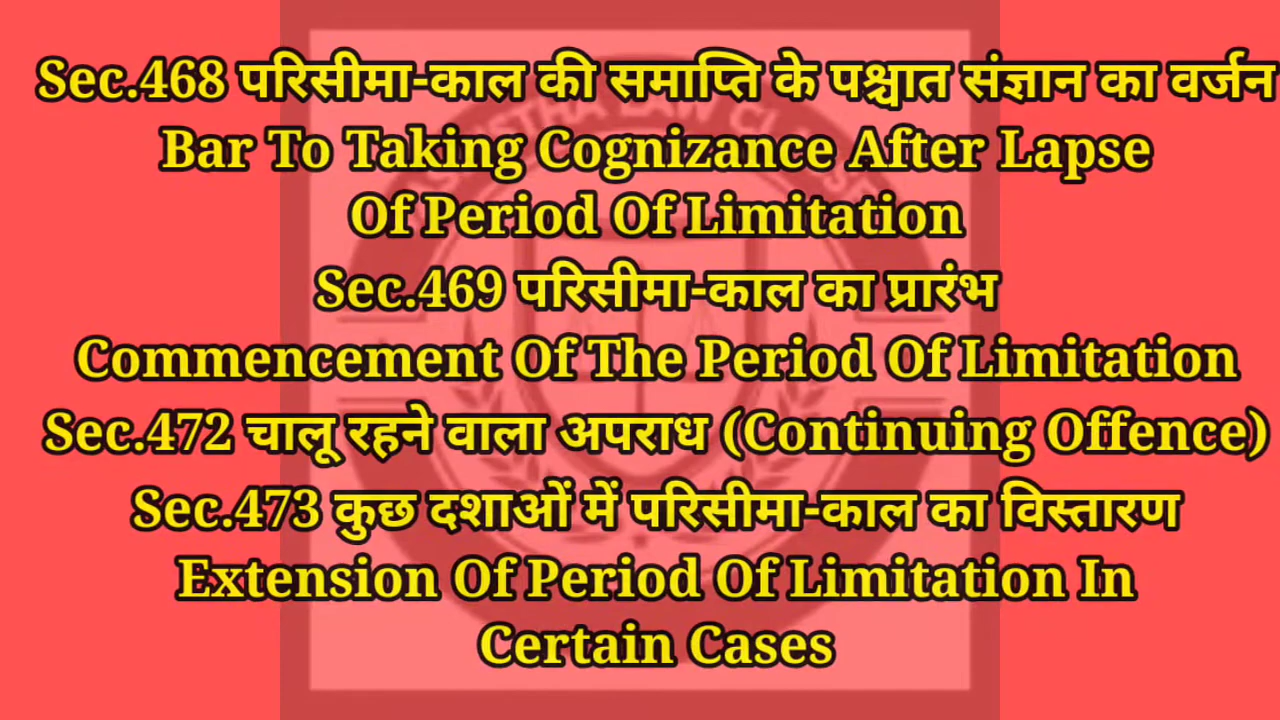 Sec.468 परिसीमा-काल की समाप्ति के पश्चात संज्ञान का वर्जन
Bar To Taking Cognizance After Lapse
Of Period Of Limitation
Sec.469 परिसीमा-काल का प्रारंभ
Commencement Of The Period Of Limitation
Sec.472 चालू रहने वाला अपराध (Continuing Offence)
Sec.473 कुछ दशाओं में परिसीमा-काल का विस्तारण
Extension Of Period Of Limitation In
Certain Cases